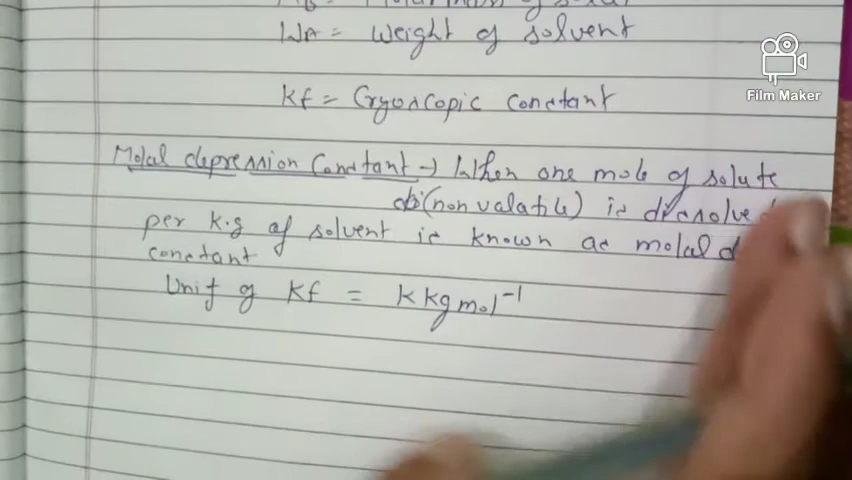 WA = Weight of solvent
Kf = Cryoscopic constant
Film Maker
Molal depression Constant → When one mole of solute
(non valatile) is dissolved
per k.g of solvent is known as molal d
constant
Unit of Kf = K kg mol⁻¹